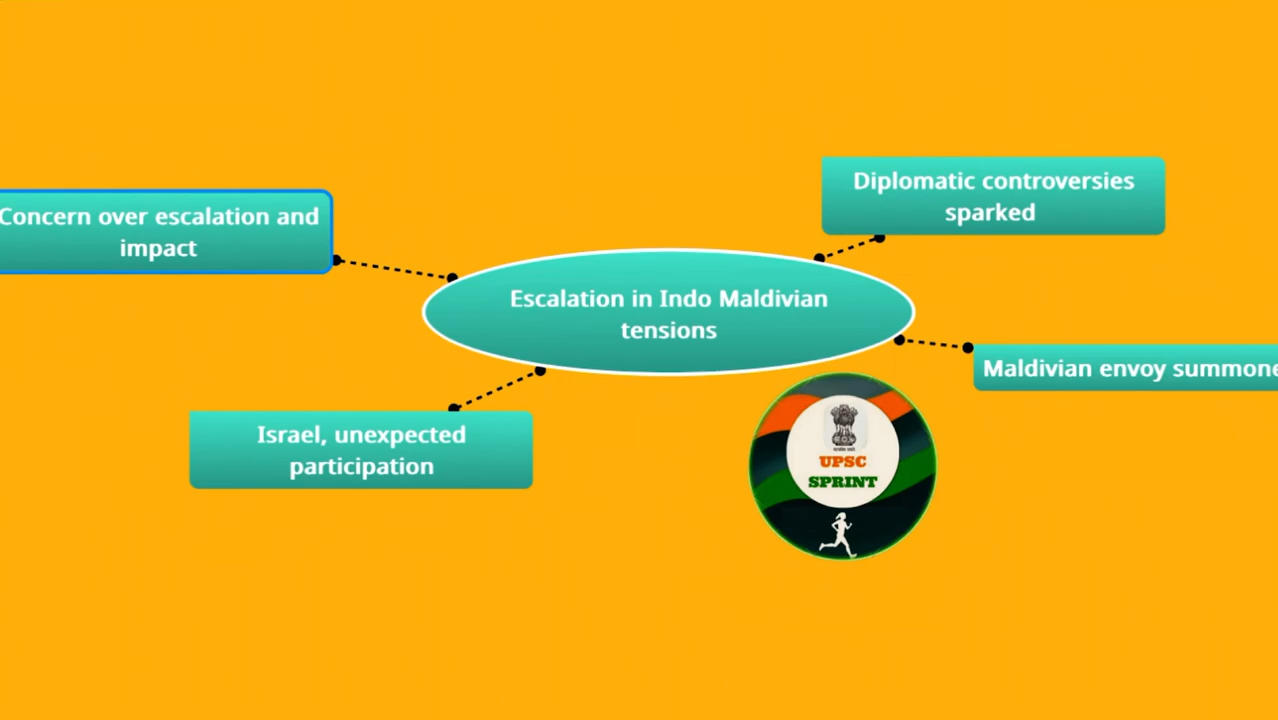 Diplomatic controversies
sparked
Concern over escalation and
impact
Escalation in Indo Maldivian
tensions
Maldivian envoy summone
Israel, unexpected
participation
UPSC
SPRINT